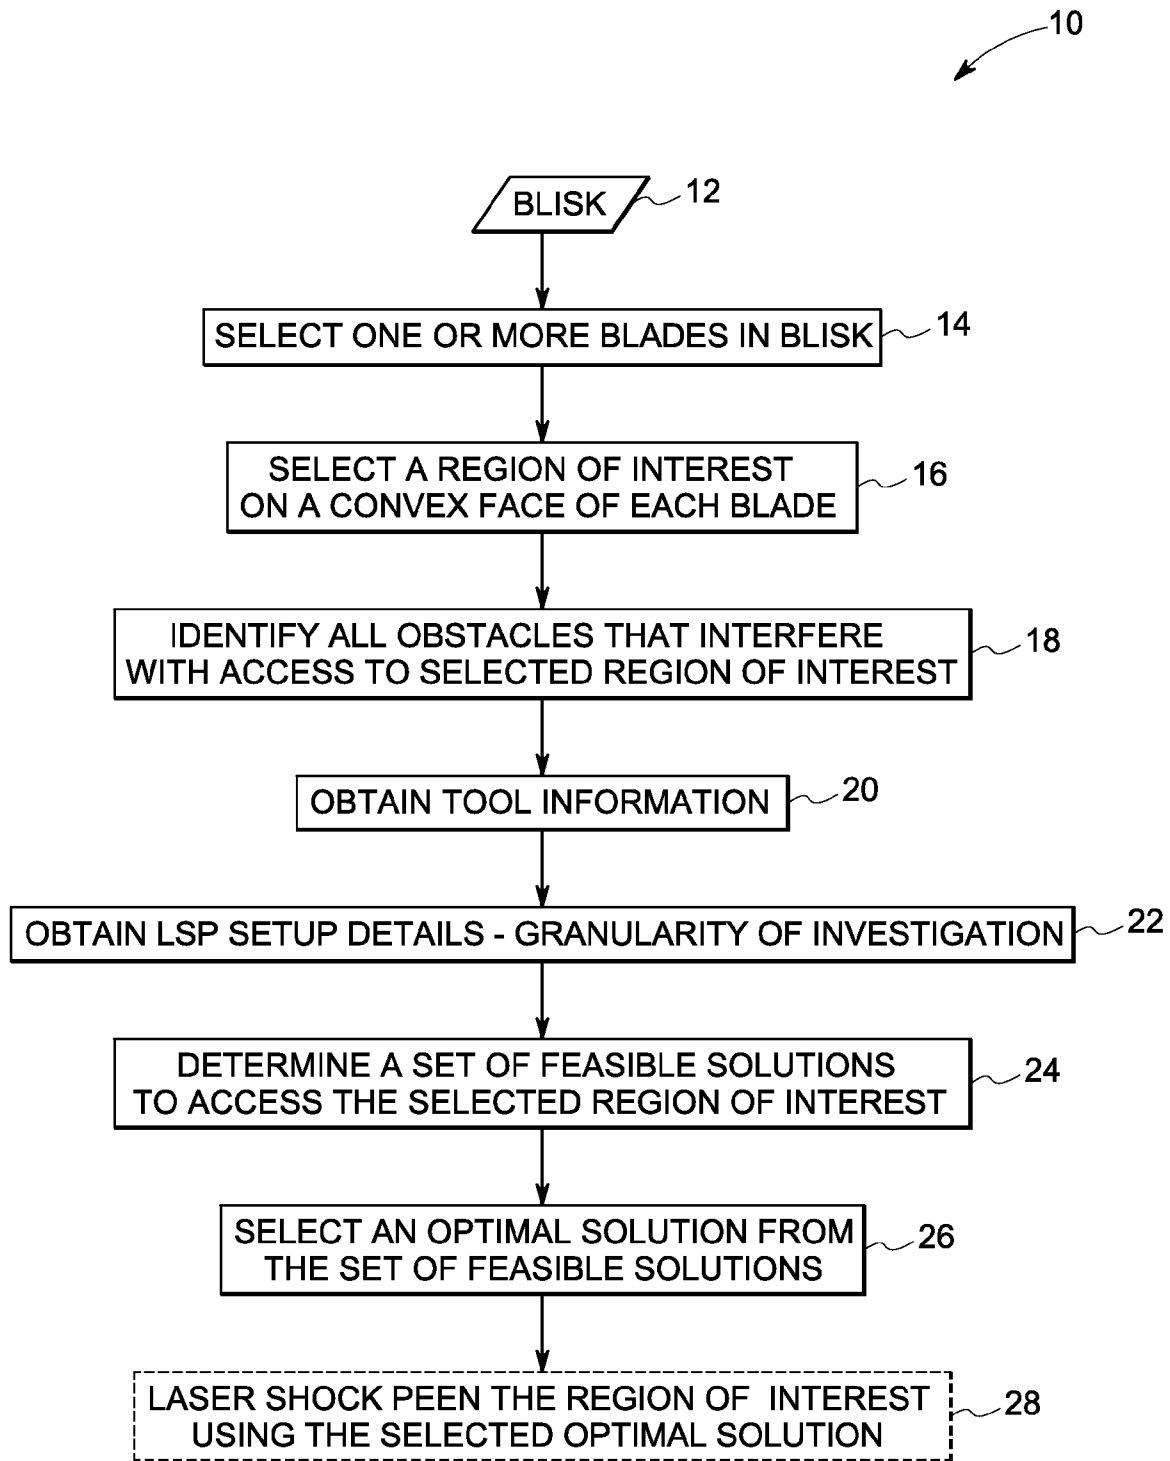 10
BLISK
12
SELECT ONE OR MORE BLADES IN BLISK
14
SELECT A REGION OF INTEREST
ON A CONVEX FACE OF EACH BLADE
16
IDENTIFY ALL OBSTACLES THAT INTERFERE
WITH ACCESS TO SELECTED REGION OF INTEREST
18
OBTAIN TOOL INFORMATION
20
OBTAIN LSP SETUP DETAILS - GRANULARITY OF INVESTIGATION
22
DETERMINE A SET OF FEASIBLE SOLUTIONS
TO ACCESS THE SELECTED REGION OF INTEREST
24
SELECT AN OPTIMAL SOLUTION FROM
THE SET OF FEASIBLE SOLUTIONS
26
LASER SHOCK PEEN THE REGION OF INTEREST
USING THE SELECTED OPTIMAL SOLUTION
28